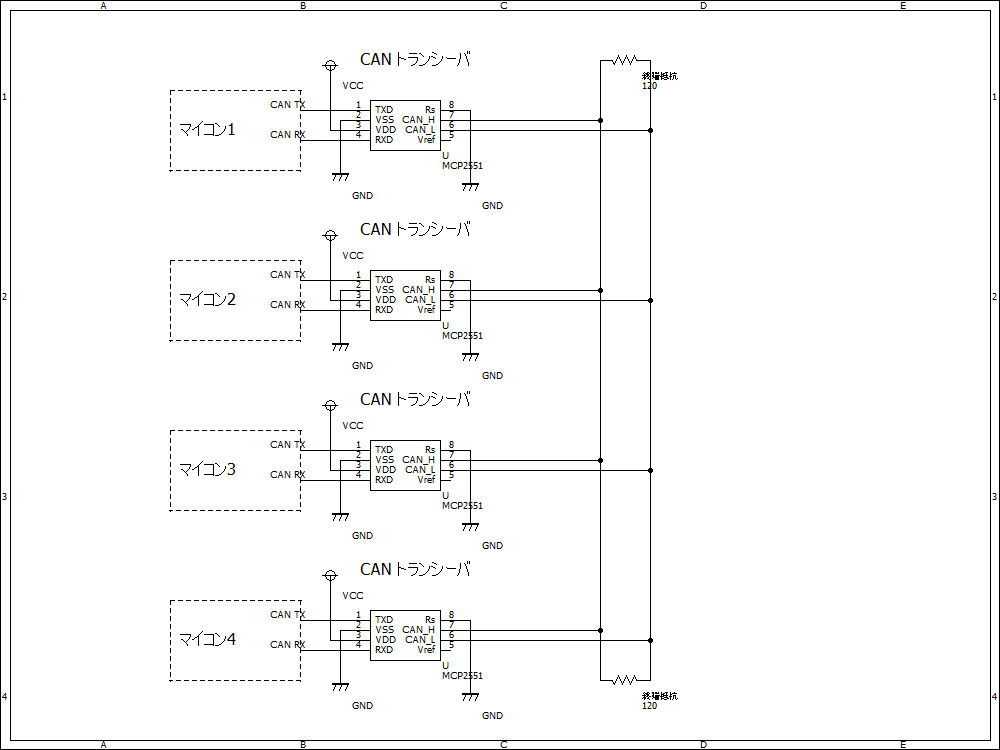 A B C D E
CAN トランシーバ
VCC
終端抵抗
120
1 1
CAN TX 1 TXD Rs 8
2 VSS CAN_H 7
マイコン1 3 VDD CAN_L 6
CAN RX 4 RXD Vref 5
U
MCP2551
GND
GND
CAN トランシーバ
VCC
CAN TX 1 TXD Rs 8
2 VSS CAN_H 7
2 マイコン2 3 VDD CAN_L 6 2
CAN RX 4 RXD Vref 5
U
MCP2551
GND
GND
CAN トランシーバ
VCC
CAN TX 1 TXD Rs 8
2 VSS CAN_H 7
マイコン3 3 VDD CAN_L 6
CAN RX 4 RXD Vref 5
3 3
U
MCP2551
GND
GND
CAN トランシーバ
VCC
CAN TX 1 TXD Rs 8
2 VSS CAN_H 7
マイコン4 3 VDD CAN_L 6
CAN RX 4 RXD Vref 5
U
MCP2551
4 4
終端抵抗
120
GND
GND
A B C D E